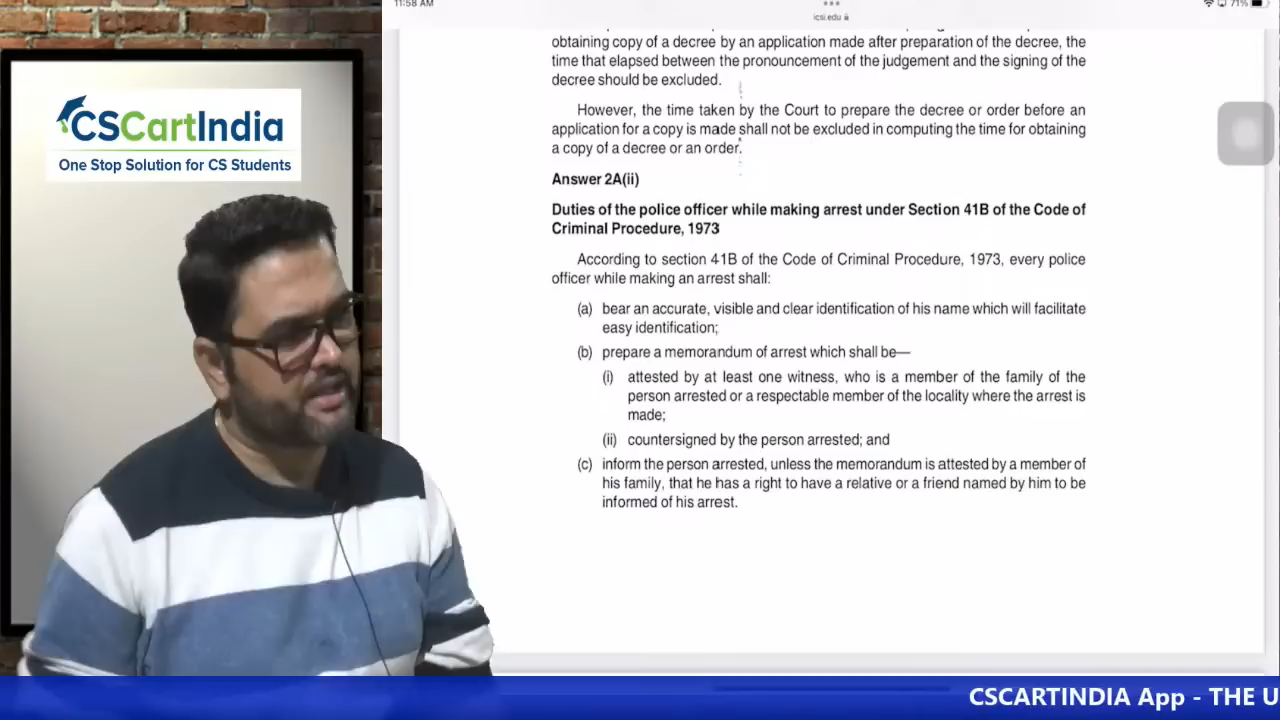 11:58 AM
icsi.edu
71%
CSCartIndia
One Stop Solution for CS Students
obtaining copy of a decree by an application made after preparation of the decree, the
time that elapsed between the pronouncement of the judgement and the signing of the
decree should be excluded.
However, the time taken by the Court to prepare the decree or order before an
application for a copy is made shall not be excluded in computing the time for obtaining
a copy of a decree or an order.
Answer 2A(ii)
Duties of the police officer while making arrest under Section 41B of the Code of
Criminal Procedure, 1973
According to section 41B of the Code of Criminal Procedure, 1973, every police
officer while making an arrest shall:
(a) bear an accurate, visible and clear identification of his name which will facilitate
easy identification;
(b) prepare a memorandum of arrest which shall be—
(i) attested by at least one witness, who is a member of the family of the
person arrested or a respectable member of the locality where the arrest is
made;
(ii) countersigned by the person arrested; and
(c) inform the person arrested, unless the memorandum is attested by a member of
his family, that he has a right to have a relative or a friend named by him to be
informed of his arrest.
CSCARTINDIA App - THE U